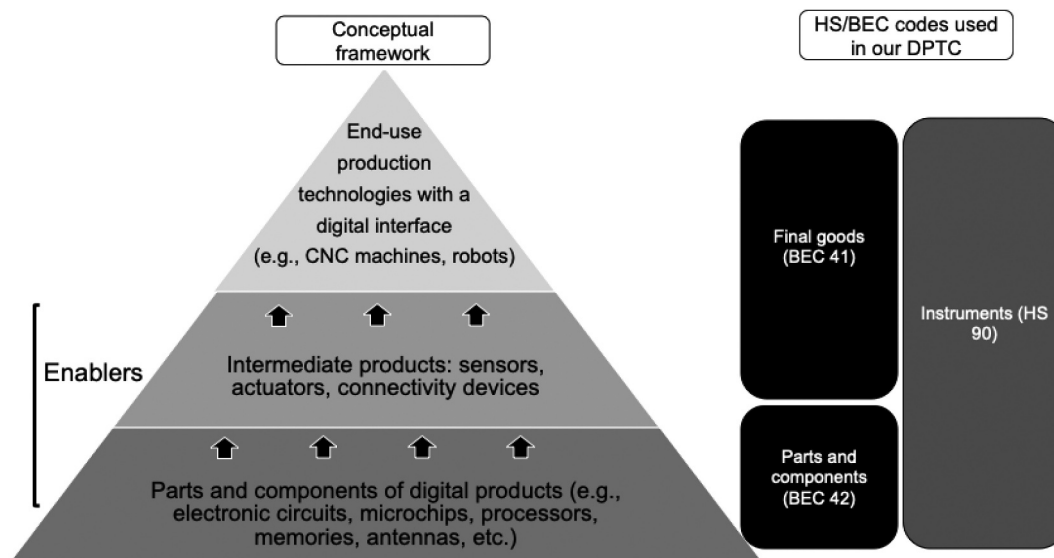 Conceptual
framework
HS/BEC codes used
in our DPTC
End-use
production
technologies with a
digital interface
(e.g., CNC machines, robots)
Enablers
Intermediate products: sensors,
actuators, connectivity devices
Parts and components of digital products (e.g.,
electronic circuits, microchips, processors,
memories, antennas, etc.)
Final goods
(BEC 41)
Parts and
components
(BEC 42)
Instruments (HS
90)